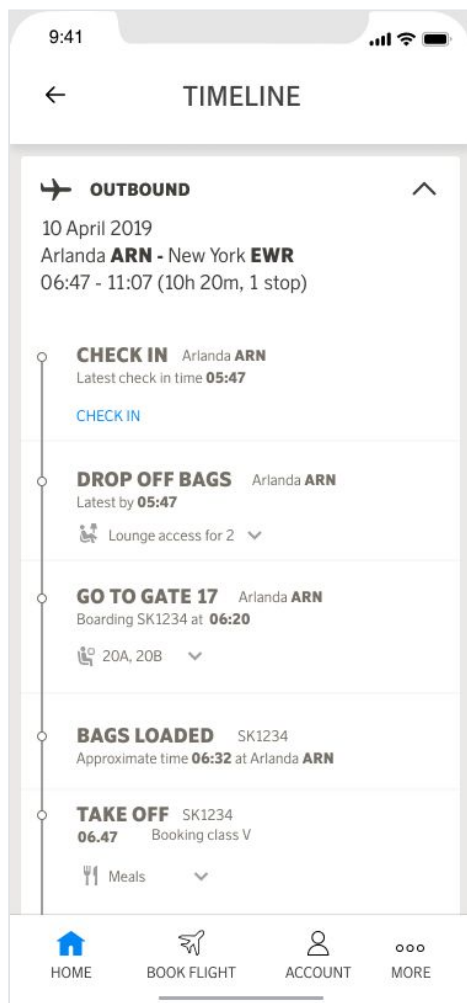 9:41
TIMELINE
OUTBOUND
10 April 2019
Arlanda ARN - New York EWR
06:47 - 11:07 (10h 20m, 1 stop)
CHECK IN Arlanda ARN
Latest check in time 05:47
CHECK IN
DROP OFF BAGS Arlanda ARN
Latest by 05:47
Lounge access for 2
GO TO GATE 17 Arlanda ARN
Boarding SK1234 at 06:20
20A, 20B
BAGS LOADED SK1234
Approximate time 06:32 at Arlanda ARN
TAKE OFF SK1234
06.47 Booking class V
Meals
HOME BOOK FLIGHT ACCOUNT MORE